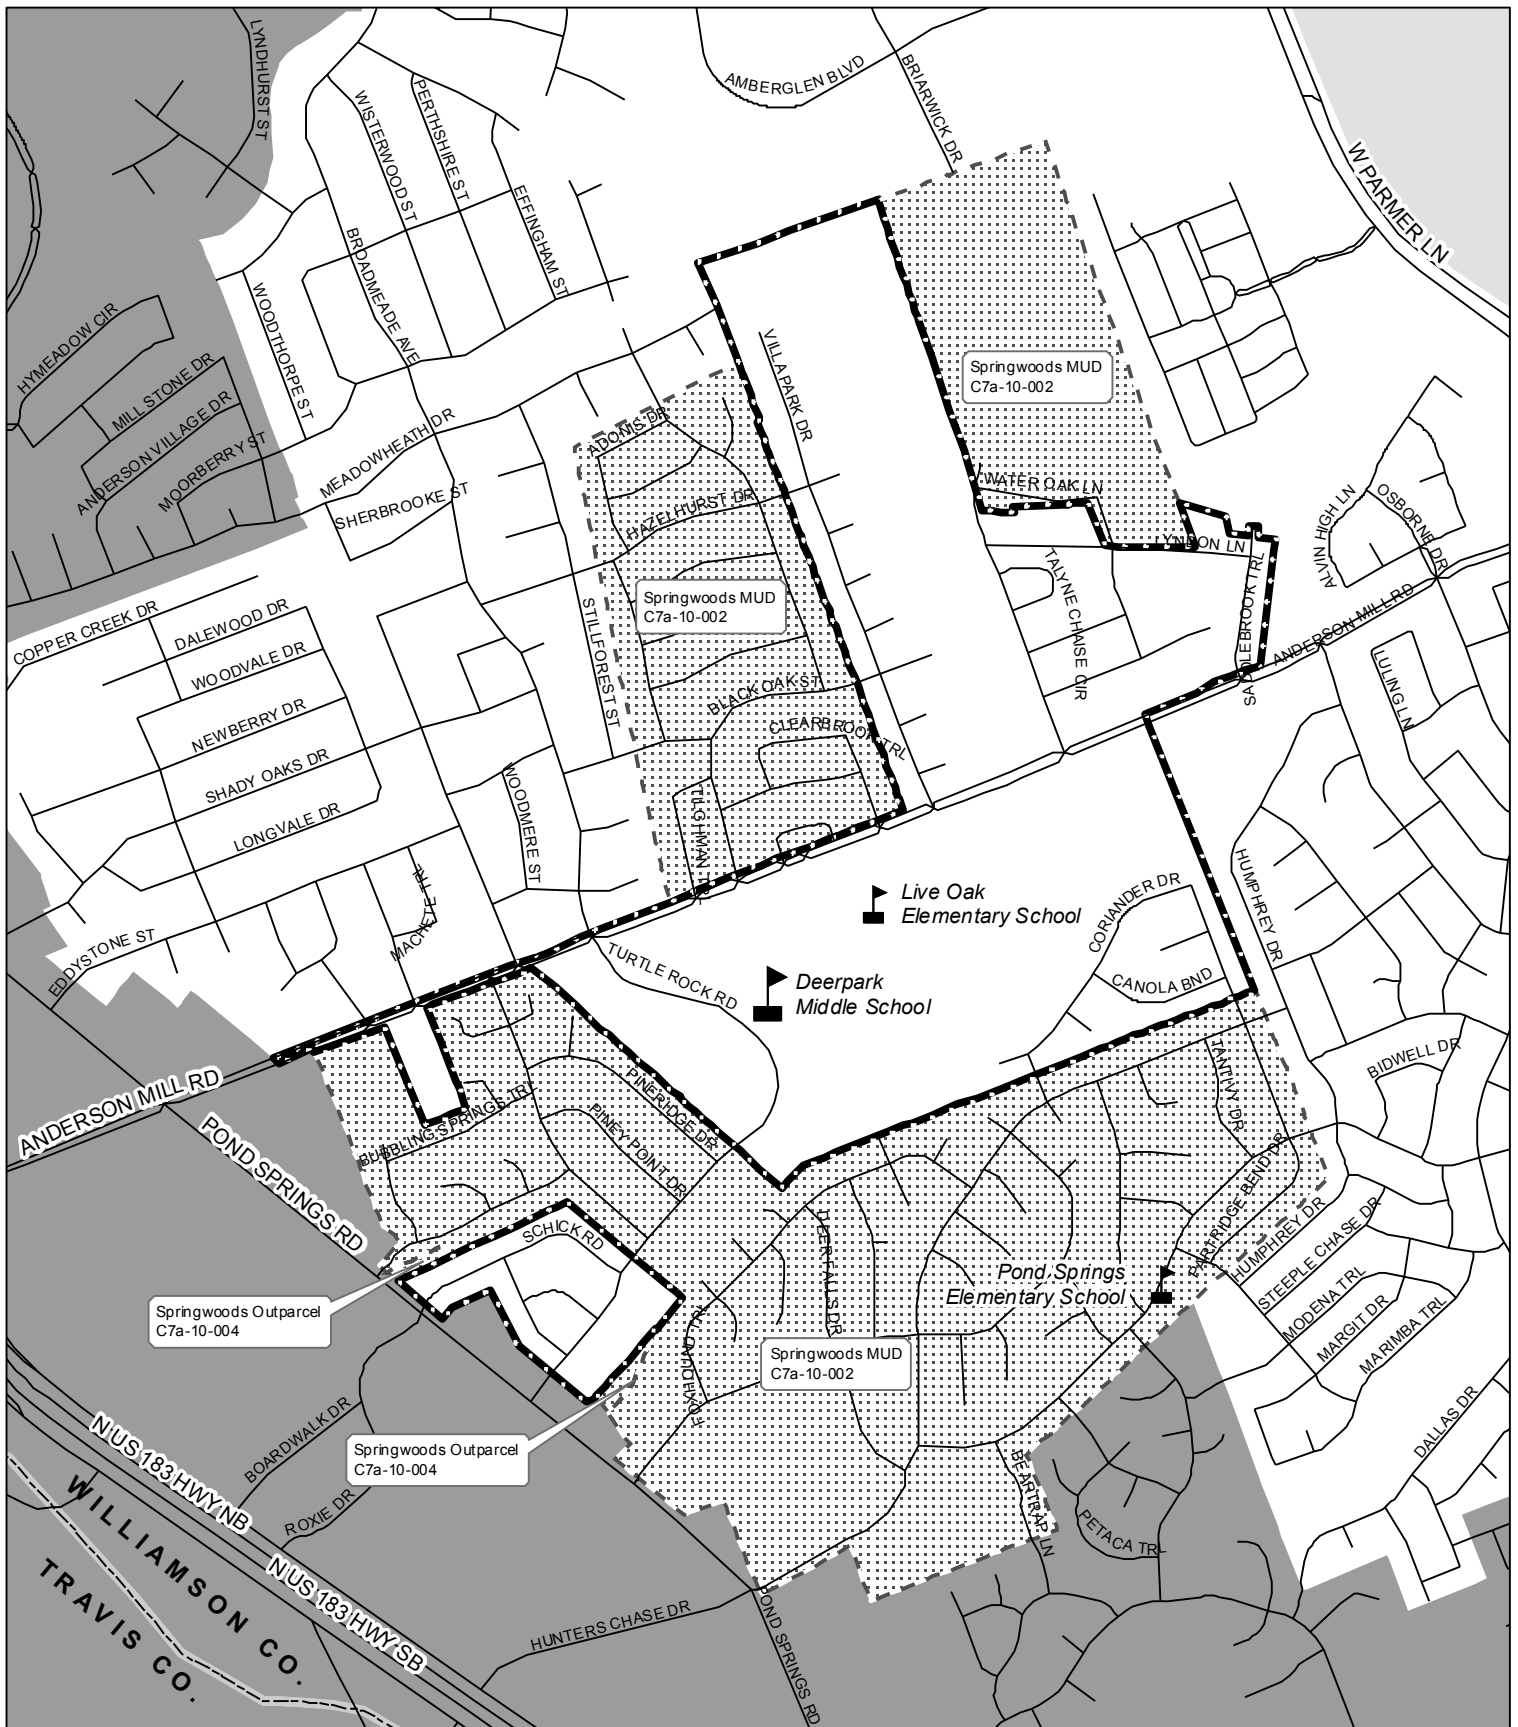 LYNDHURST ST
AMBERGLEN BLVD
BRIARWICK DR
PERTHSHIRE ST
WISTERWOOD ST
EFFINGHAM ST
W PARMER LN
BROADMEADE AVE
WOODTHORPE ST
HYMEADOW CIR
MILL STONE DR
ANDERSON VILLAGE DR
MOORBERRY ST
MEADOWHEATH DR
SHERBROOKE ST
VILLA PARK DR
Springwoods MUD
C7a-10-002
ADONIS DR
HAZELHURST DR
WATER OAK LN
LYNDON LN
ALVIN HIGH LN
OSBORNE DR
TALYNE CHAISE CIR
SADDLEBROOK TRL
ANDERSON MILL RD
Springwoods MUD
C7a-10-002
STILLFOREST ST
COPPER CREEK DR
DALEWOOD DR
WOODVALE DR
NEWBERRY DR
SHADY OAKS DR
LONGVALE DR
BLACK OAK ST
CLEARBROOK TRL
LULING LN
WOODMERE ST
TILGHMAN TRL
MACHETE TRL
EDDYSTONE ST
HUMPHREY DR
Live Oak
Elementary School
CORIANDER DR
CANOLA BND
TURTLE ROCK RD
Deerpark
Middle School
BIDWELL DR
TANTIVY DR
ANDERSON MILL RD
POND SPRINGS RD
BUBBLING SPRINGS TRL
PINERIDGE DR
PINEY POINT DR
SCHICK RD
DEER FALLS DR
PARTRIDGE BEND DR
HUMPHREY DR
STEEPLE CHASE DR
MODENA TRL
MARGIT DR
MARIMBA TRL
Pond Springs
Elementary School
Springwoods Outparcel
C7a-10-004
FOXHOUND TRL
Springwoods MUD
C7a-10-002
BOARDWALK DR
Springwoods Outparcel
C7a-10-004
DALLAS DR
N US 183 HWY NB
ROXIE DR
BEARTRAP LN
PETACA TRL
WILLIAMSON CO.
TRAVIS CO.
N US 183 HWY SB
HUNTERS CHASE DR
POND SPRINGS RD